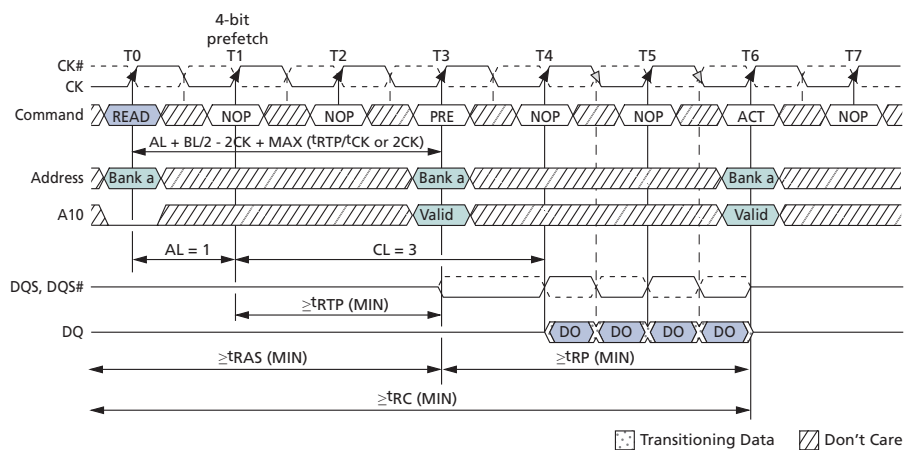 4-bit
prefetch
T0 T1 T2 T3 T4 T5 T6 T7
CK#
CK
Command READ NOP NOP PRE NOP NOP ACT NOP
AL + BL/2 - 2CK + MAX (tRTP/tCK or 2CK)
Address Bank a Bank a Bank a
A10 Valid Valid
AL = 1 CL = 3
DQS, DQS#
≥tRTP (MIN)
DQ DO DO DO DO
≥tRAS (MIN) ≥tRP (MIN)
≥tRC (MIN)
Transitioning Data Don't Care